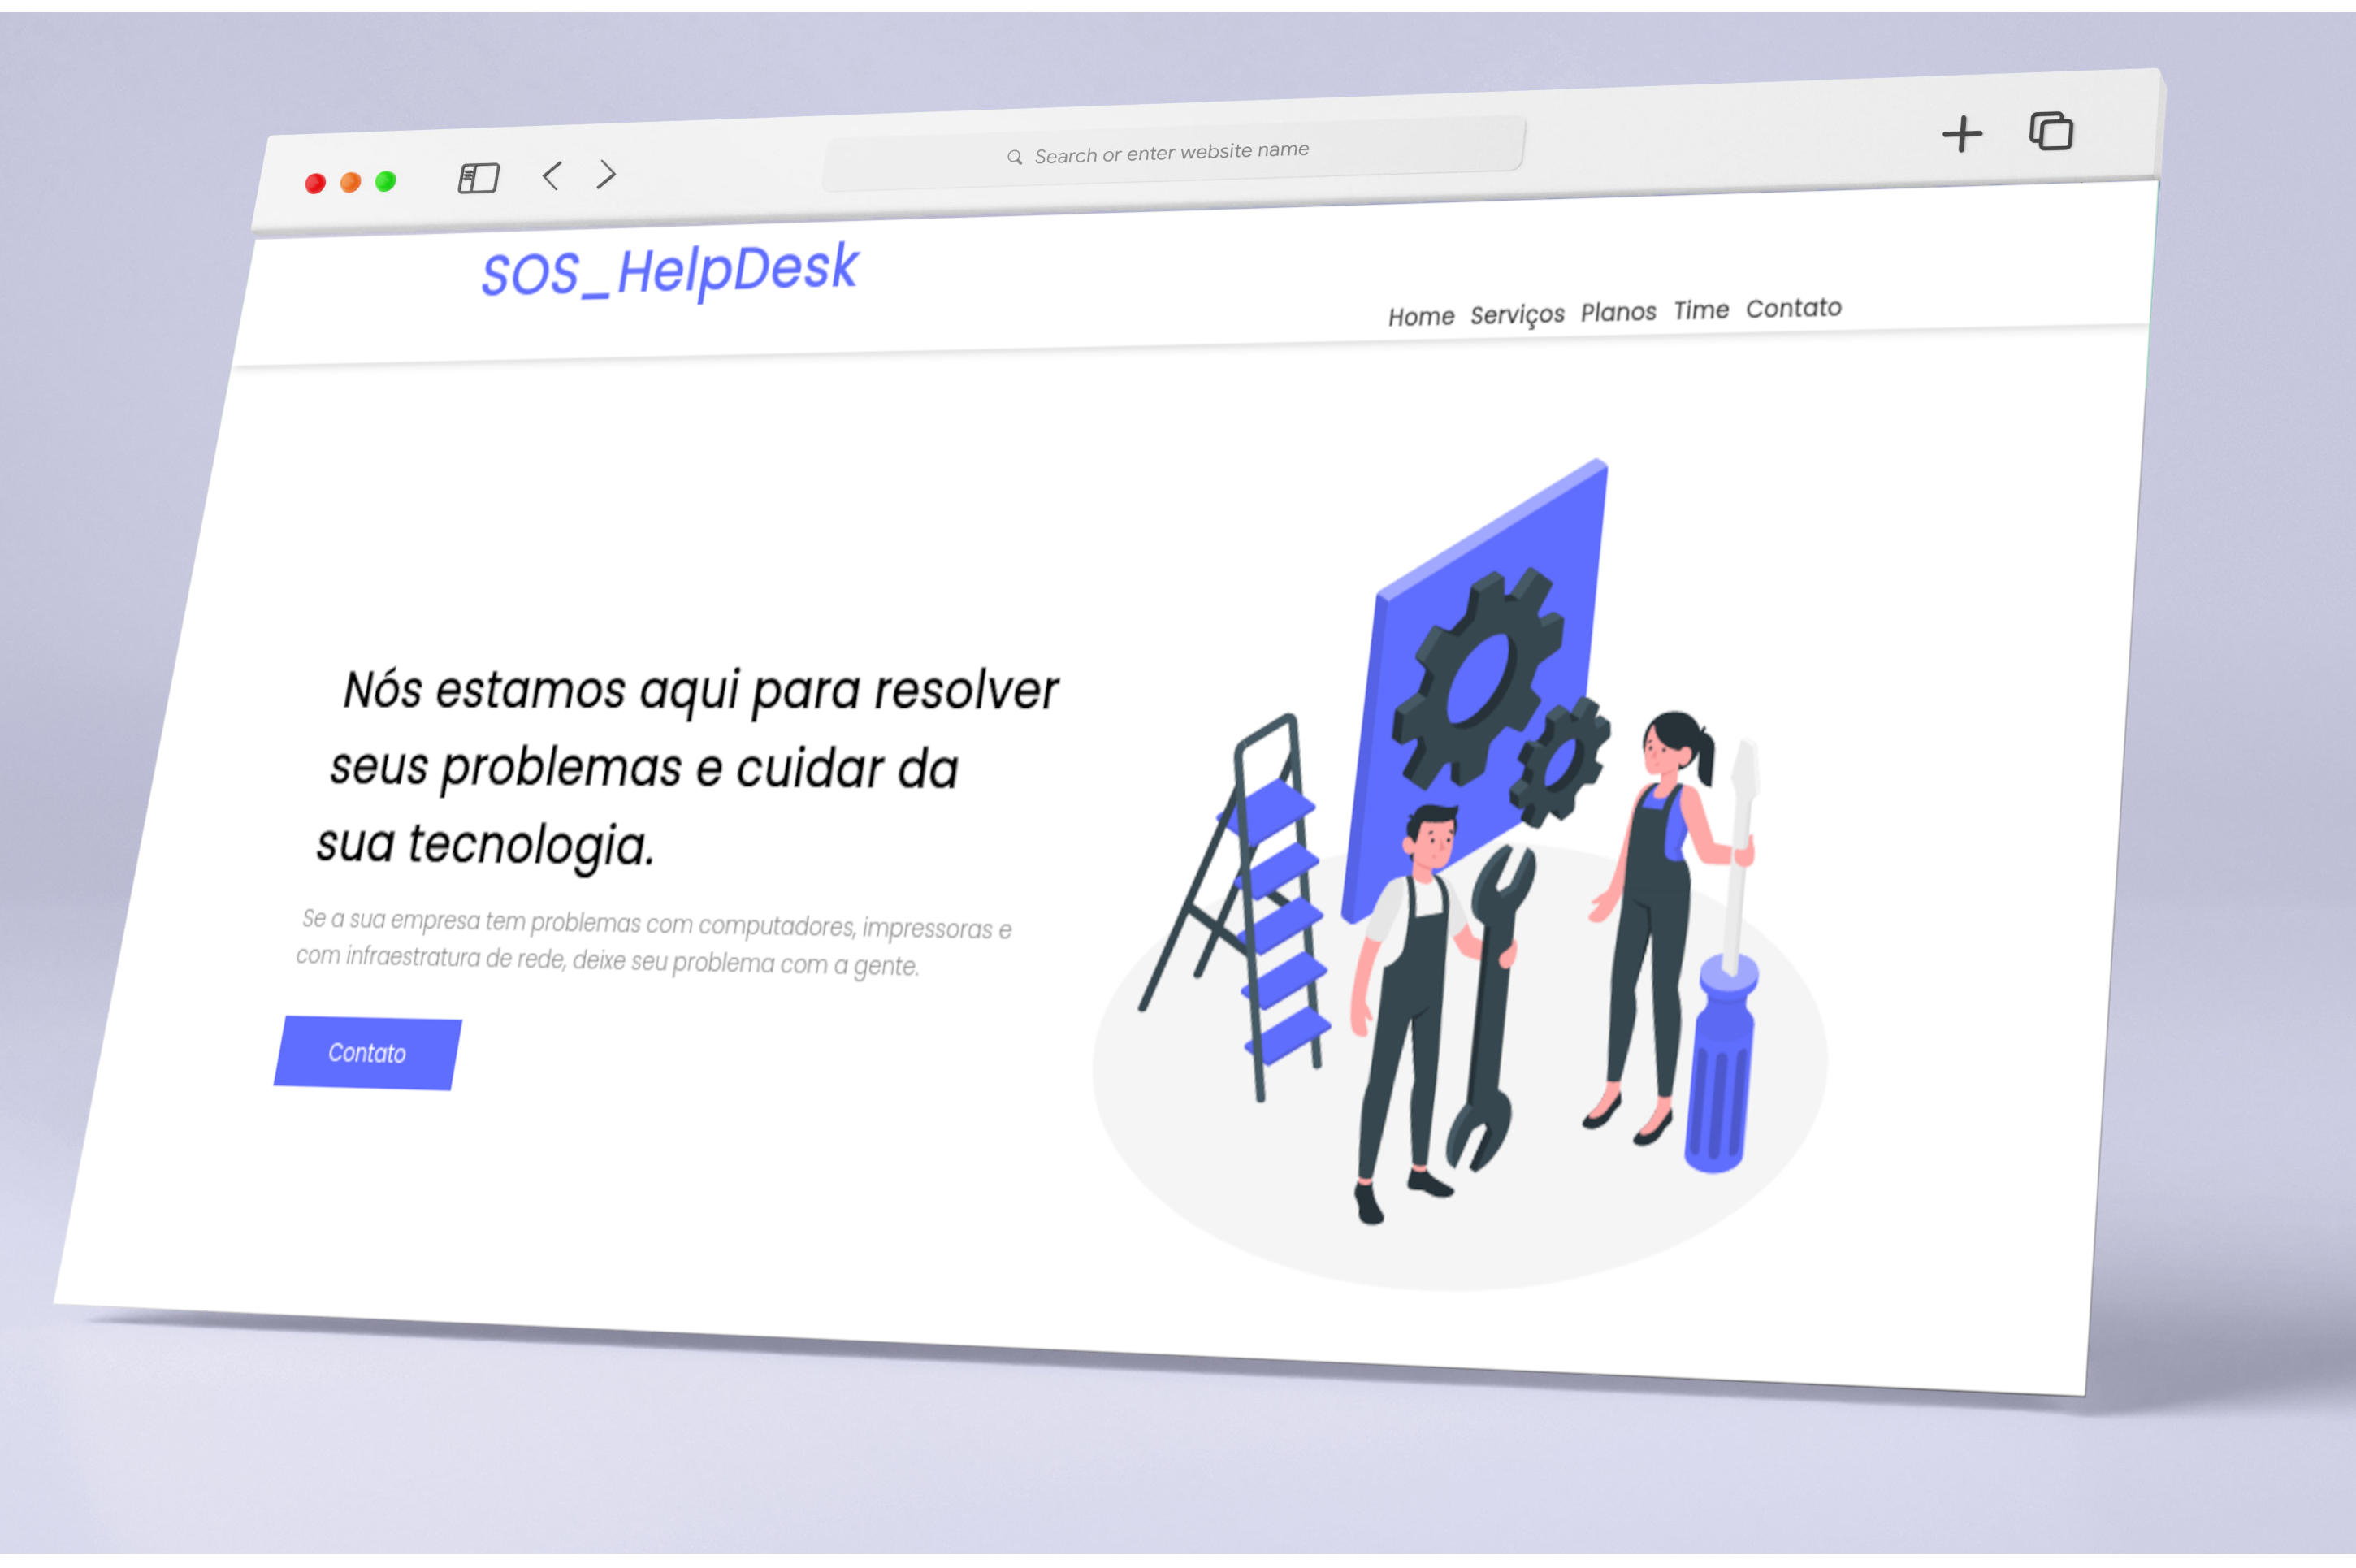 Search or enter website name
SOS_HelpDesk
Home Serviços Planos Time Contato
Nós estamos aqui para resolver
seus problemas e cuidar da
sua tecnologia.
Se a sua empresa tem problemas com computadores, impressoras e
com infraestratura de rede, deixe seu problema com a gente.
Contato